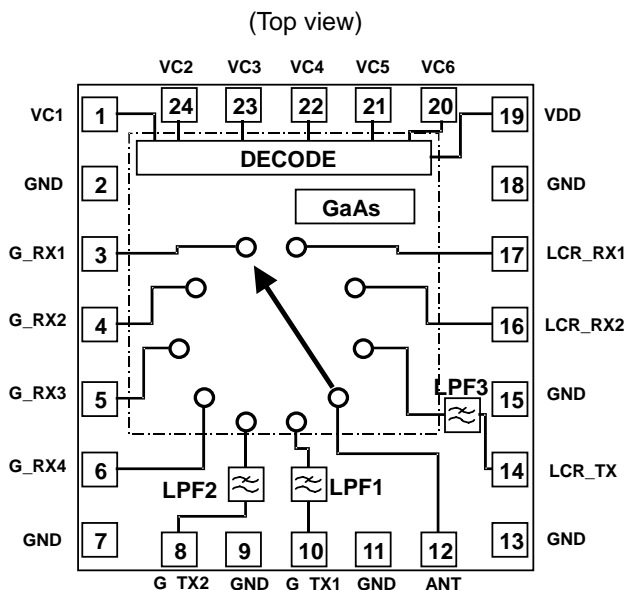 (Top view)
VC2 VC3 VC4 VC5 VC6
VC1 1 24 23 22 21 20 19 VDD
DECODE
GND 2 18 GND
GaAs
G_RX1 3 17 LCR_RX1
G_RX2 4 16 LCR_RX2
G_RX3 5 LPF3 15 GND
G_RX4 6 14 LCR_TX
LPF2 LPF1
GND 7 8 9 10 11 12 13 GND
G_TX2 GND G_TX1 GND ANT